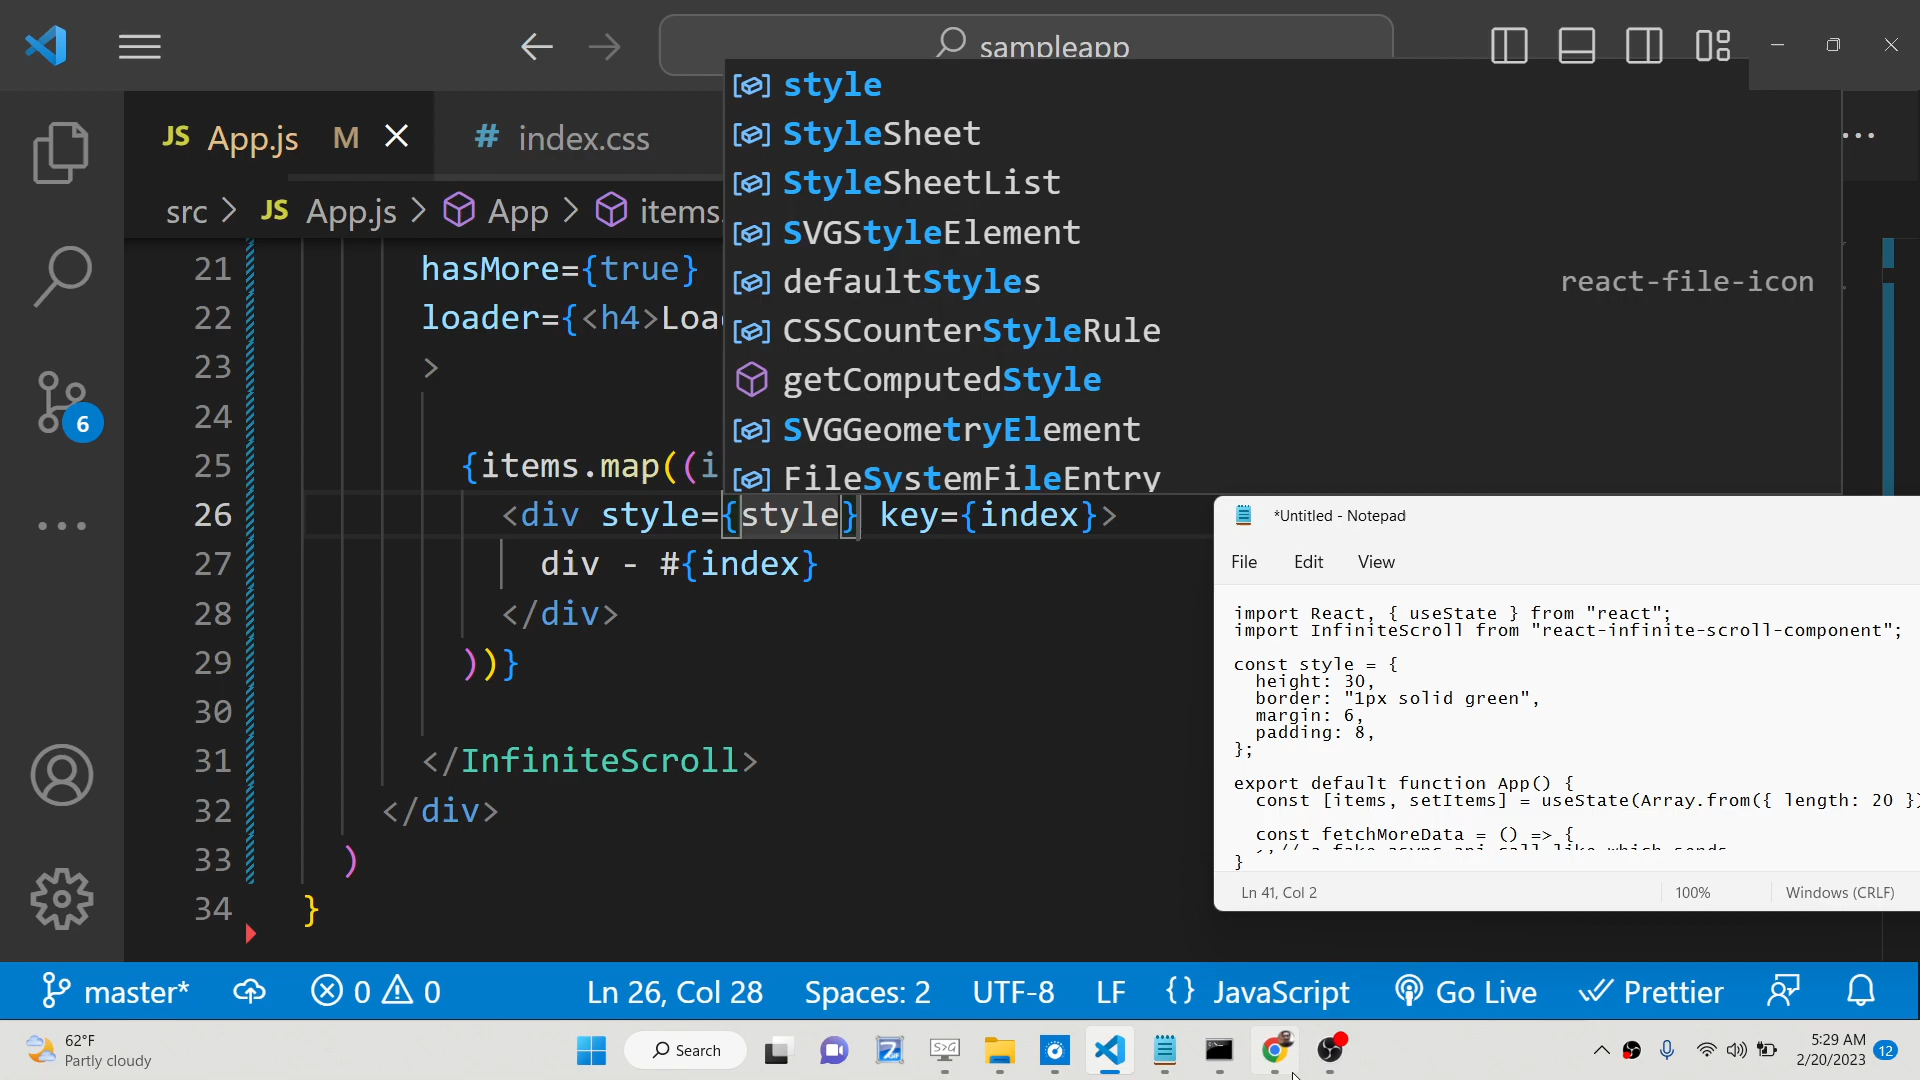 sampleapp
JS App.js M
# index.css
src > JS App.js > App > items.
style
StyleSheet
StyleSheetList
SVGStyleElement
defaultStyles react-file-icon
CSSCounterStyleRule
getComputedStyle
SVGGeometryElement
FileSystemFileEntry
21 hasMore={true}
22 loader={<h4>Loa
23 >
24
25 {items.map((i
26 <div style={style} key={index}>
27 div - #{index}
28 </div>
29 ))}
30
31 </InfiniteScroll>
32 </div>
33 )
34 }
6
*Untitled - Notepad
File Edit View
import React, { useState } from "react";
import InfiniteScroll from "react-infinite-scroll-component";
const style = {
height: 30,
border: "1px solid green",
margin: 6,
padding: 8,
};
export default function App() {
const [items, setItems] = useState(Array.from({ length: 20 })
const fetchMoreData = () => {
}
Ln 41, Col 2 100% Windows (CRLF)
master* 0 0 Ln 26, Col 28 Spaces: 2 UTF-8 LF {} JavaScript Go Live Prettier
62°F
Partly cloudy
Search
5:29 AM
2/20/2023
12